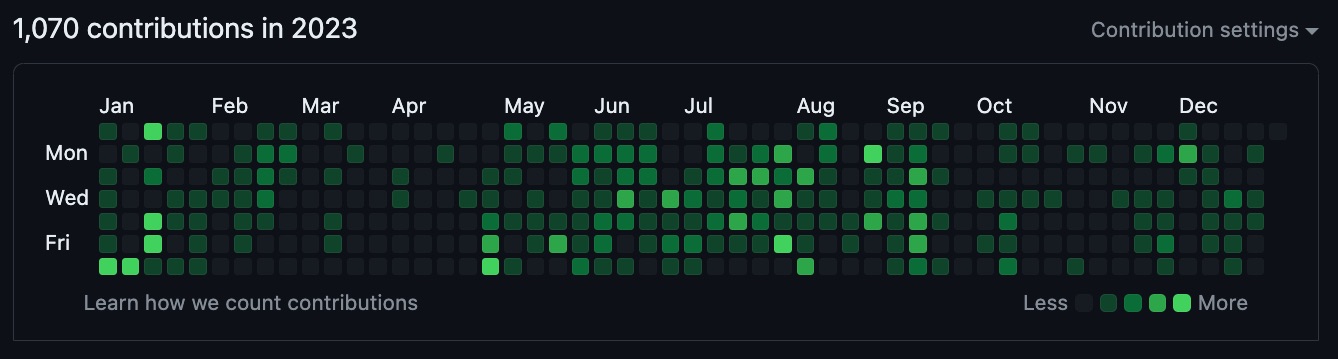 1,070 contributions in 2023
Contribution settings
Jan Feb Mar Apr May Jun Jul Aug Sep Oct Nov Dec
Mon
Wed
Fri
Learn how we count contributions
Less More